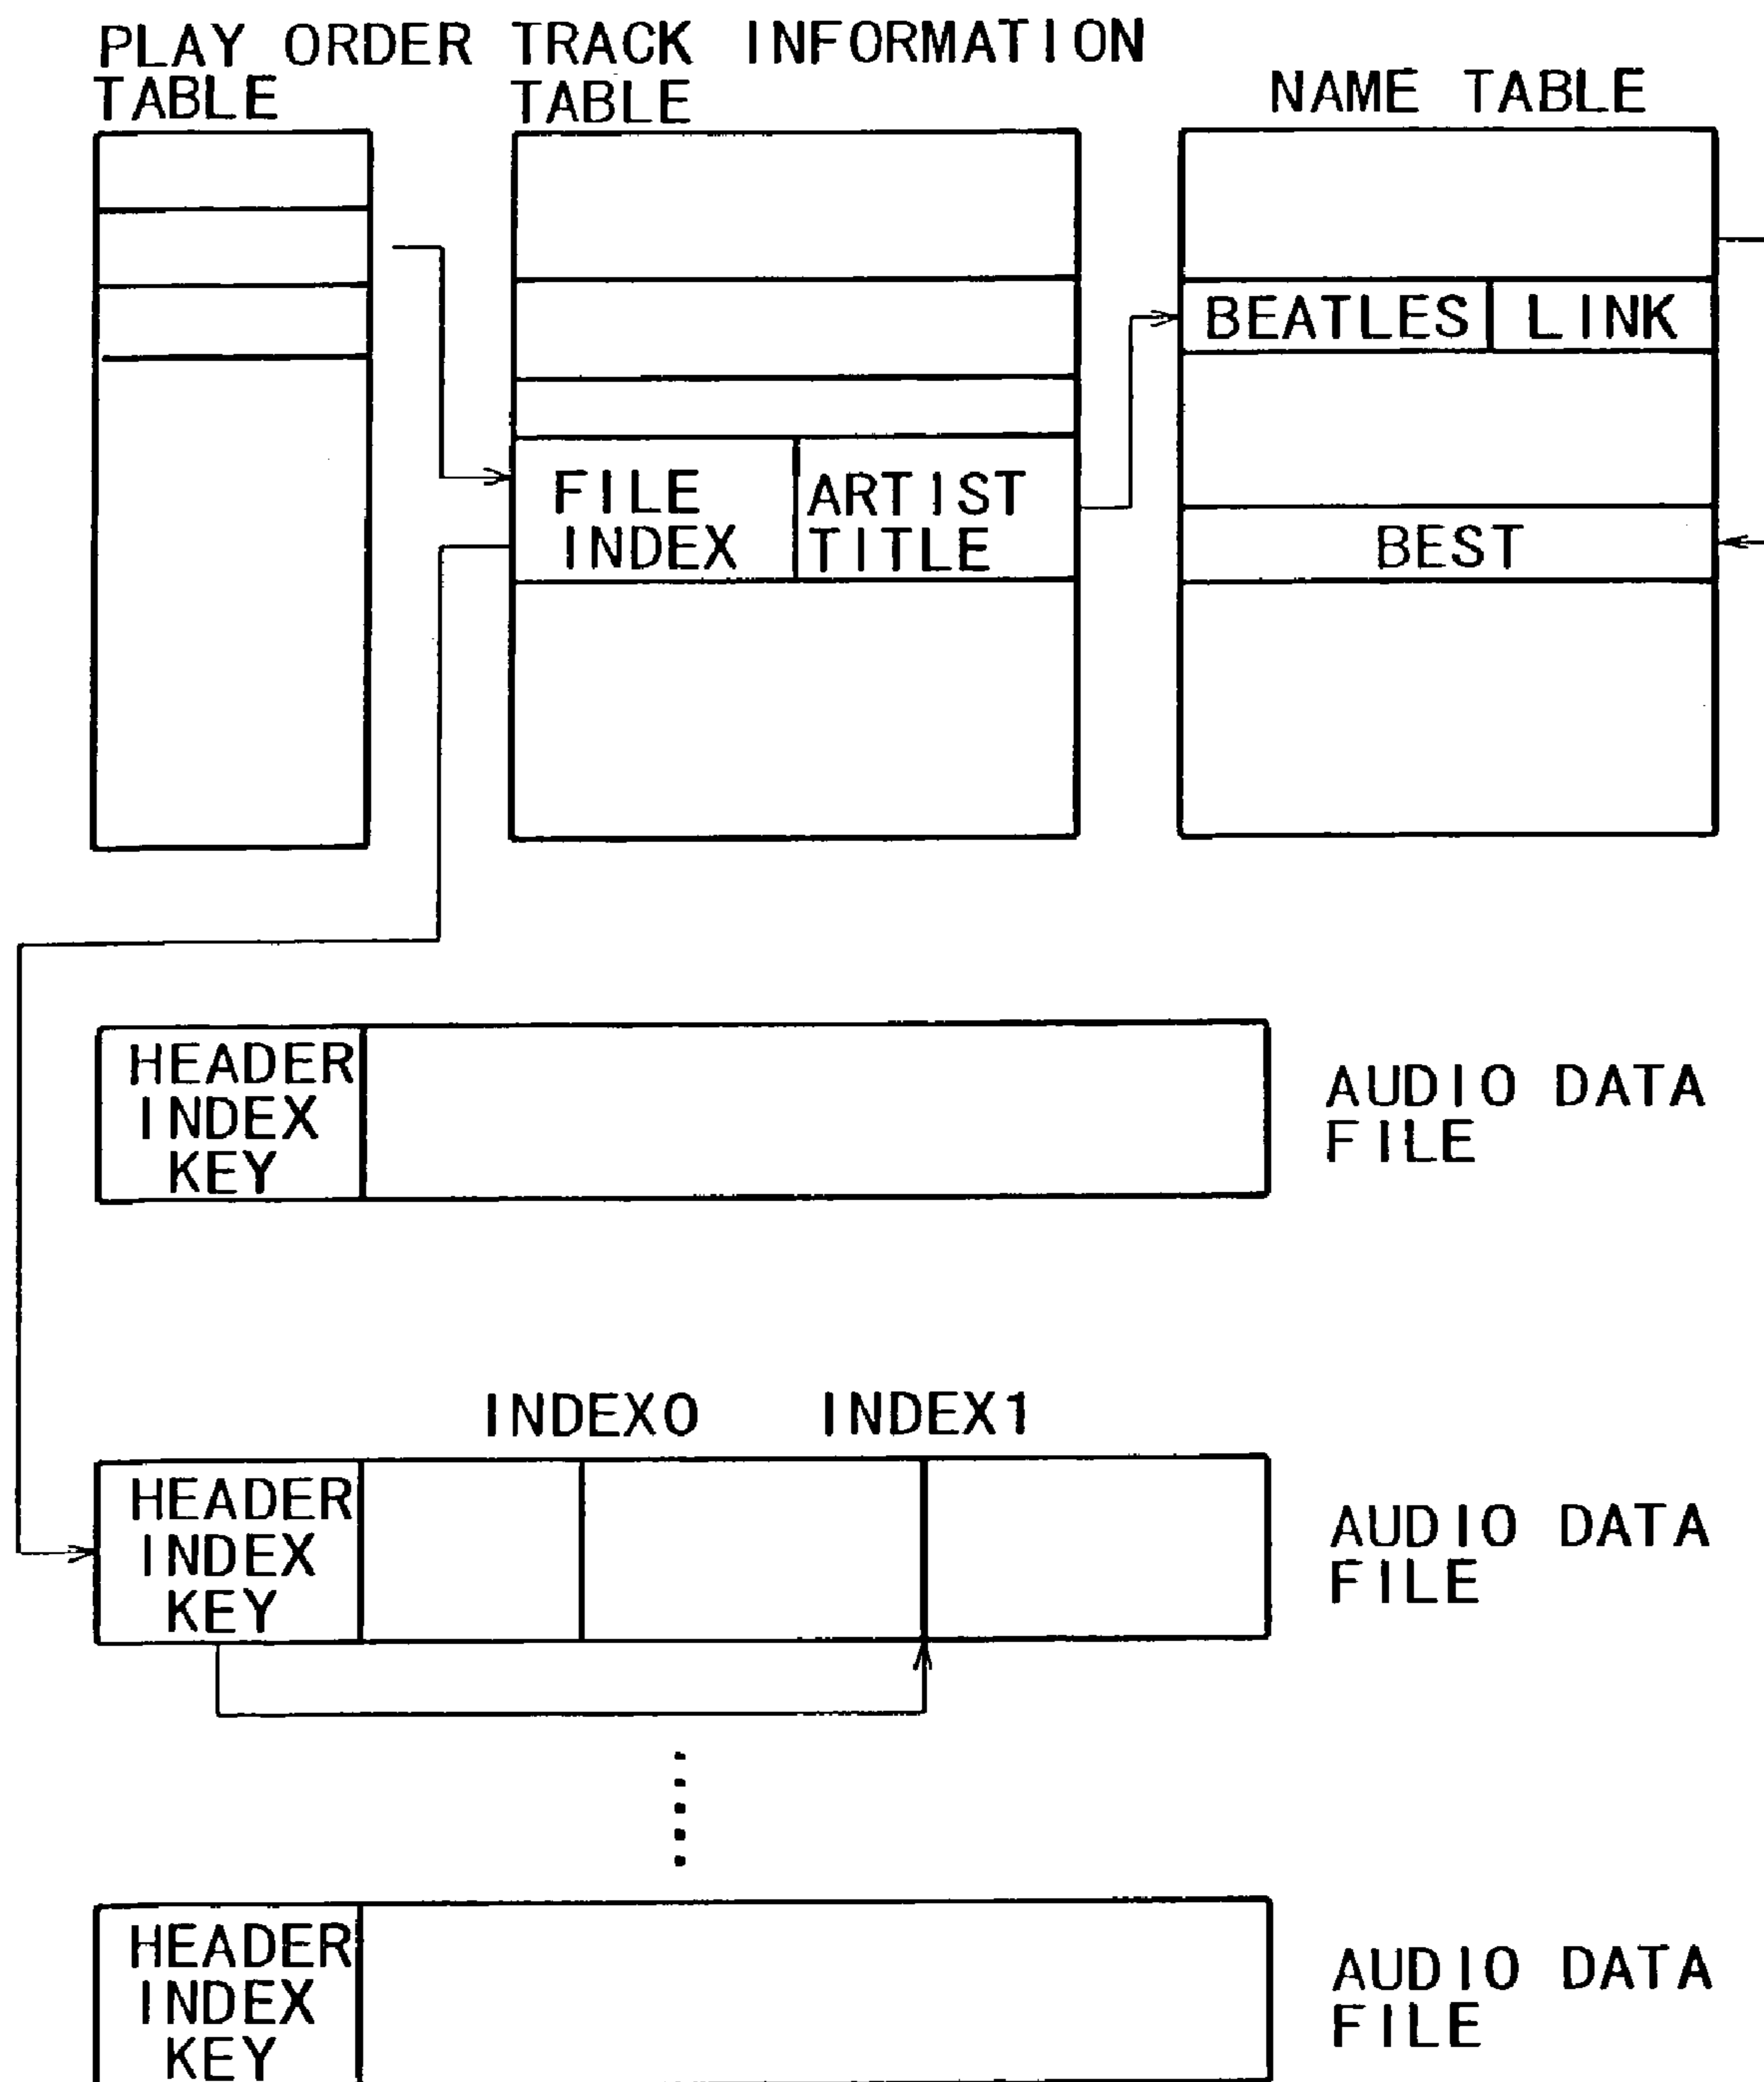 PLAY ORDER
TABLE
TRACK INFORMATION
TABLE
NAME TABLE
BEATLES
LINK
FILE
INDEX
ARTIST
TITLE
BEST
HEADER
INDEX
KEY
AUDIO DATA
FILE
INDEX0
INDEX1
HEADER
INDEX
KEY
AUDIO DATA
FILE
HEADER
INDEX
KEY
AUDIO DATA
FILE